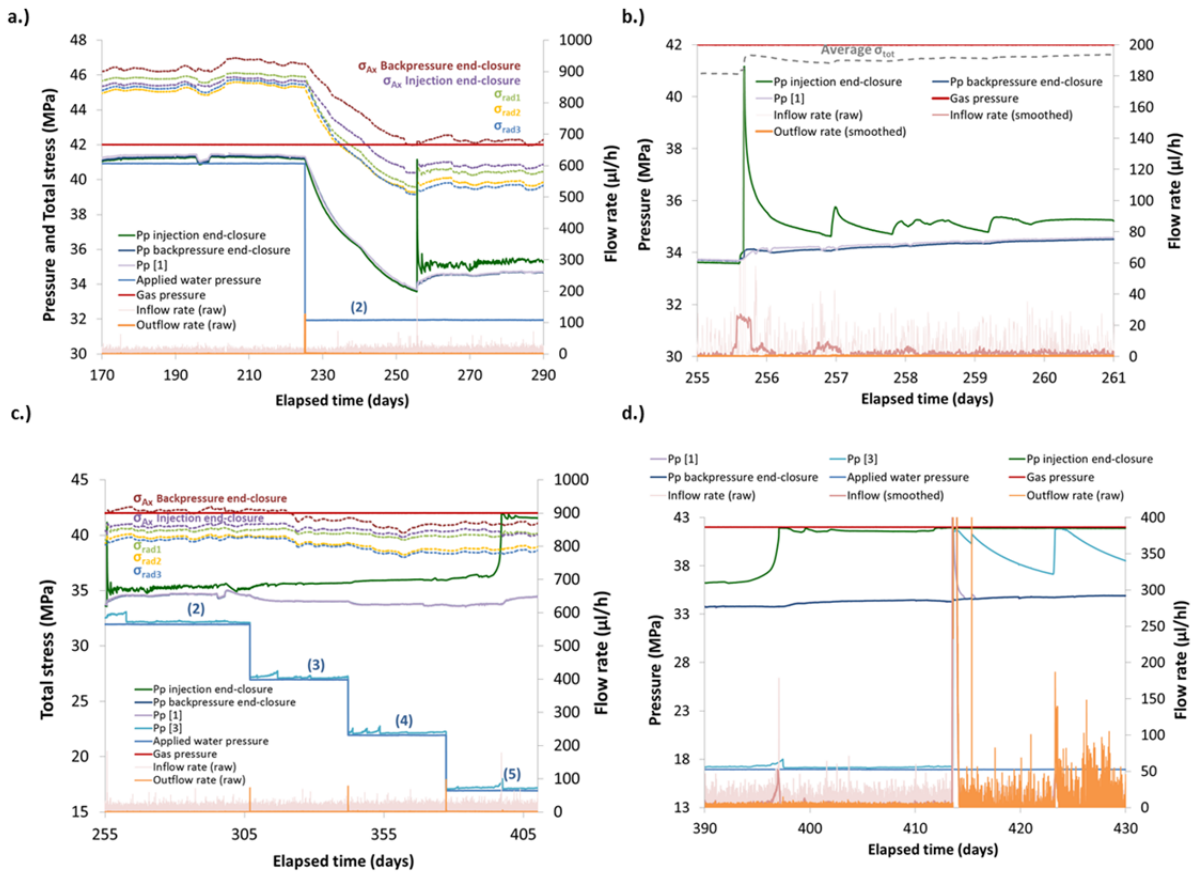 a.)
48
46
44
42
40
38
36
34
32
30
Pressure and Total stress (MPa)
1000
900
800
700
600
500
400
300
200
100
0
Flow rate (µl/h)
170 190 210 230 250 270 290
Elapsed time (days)
σAx Backpressure end-closure
σAx Injection end-closure
σrad1
σrad2
σrad3
Pp injection end-closure
Pp backpressure end-closure
Pp [1]
Applied water pressure
Gas pressure
Inflow rate (raw)
Outflow rate (raw)
(2)
b.)
42
40
38
36
34
32
30
Pressure (MPa)
200
180
160
140
120
100
80
60
40
20
0
Flow rate (µl/h)
255 256 257 258 259 260 261
Elapsed time (days)
Average σtot
Pp injection end-closure Pp backpressure end-closure
Pp [1] Gas pressure
Inflow rate (raw) Inflow rate (smoothed)
Outflow rate (smoothed)
c.)
45
40
35
30
25
20
15
Total stress (MPa)
1000
900
800
700
600
500
400
300
200
100
0
Flow rate (µl/h)
255 305 355 405
Elapsed time (days)
σAx Backpressure end-closure
σAx Injection end-closure
σrad1
σrad2
σrad3
(2)
(3)
(4)
(5)
Pp injection end-closure
Pp backpressure end-closure
Pp [1]
Pp [3]
Applied water pressure
Gas pressure
Inflow rate (raw)
Outflow rate (raw)
d.)
Pp [1] Pp [3] Pp injection end-closure
Pp backpressure end-closure Applied water pressure Gas pressure
Inflow rate (raw) Inflow (smoothed) Outflow rate (raw)
43
38
33
28
23
18
13
Pressure (MPa)
400
350
300
250
200
150
100
50
0
Flow rate (µl/hl)
390 400 410 420 430
Elapsed time (days)